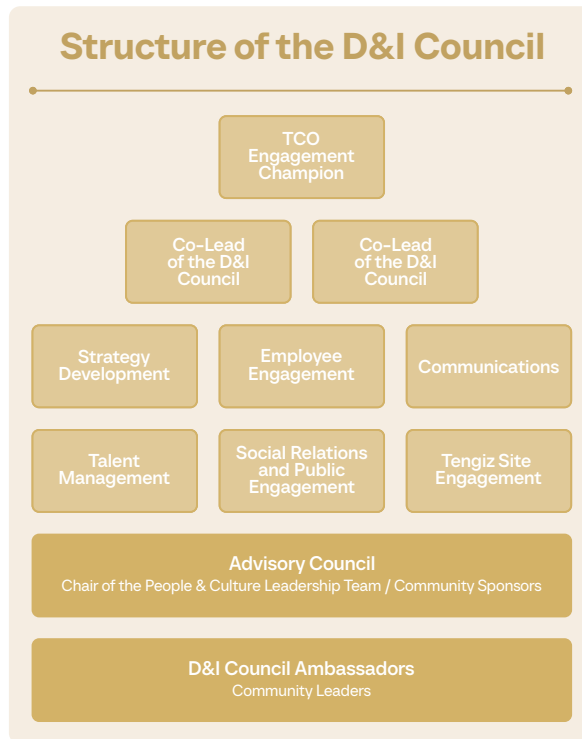 Structure of the D&I Council
TCO
Engagement
Champion
Co-Lead
of the D&I
Council
Co-Lead
of the D&I
Council
Strategy
Development
Employee
Engagement
Communications
Talent
Management
Social Relations
and Public
Engagement
Tengiz Site
Engagement
Advisory Council
Chair of the People & Culture Leadership Team / Community Sponsors
D&I Council Ambassadors
Community Leaders